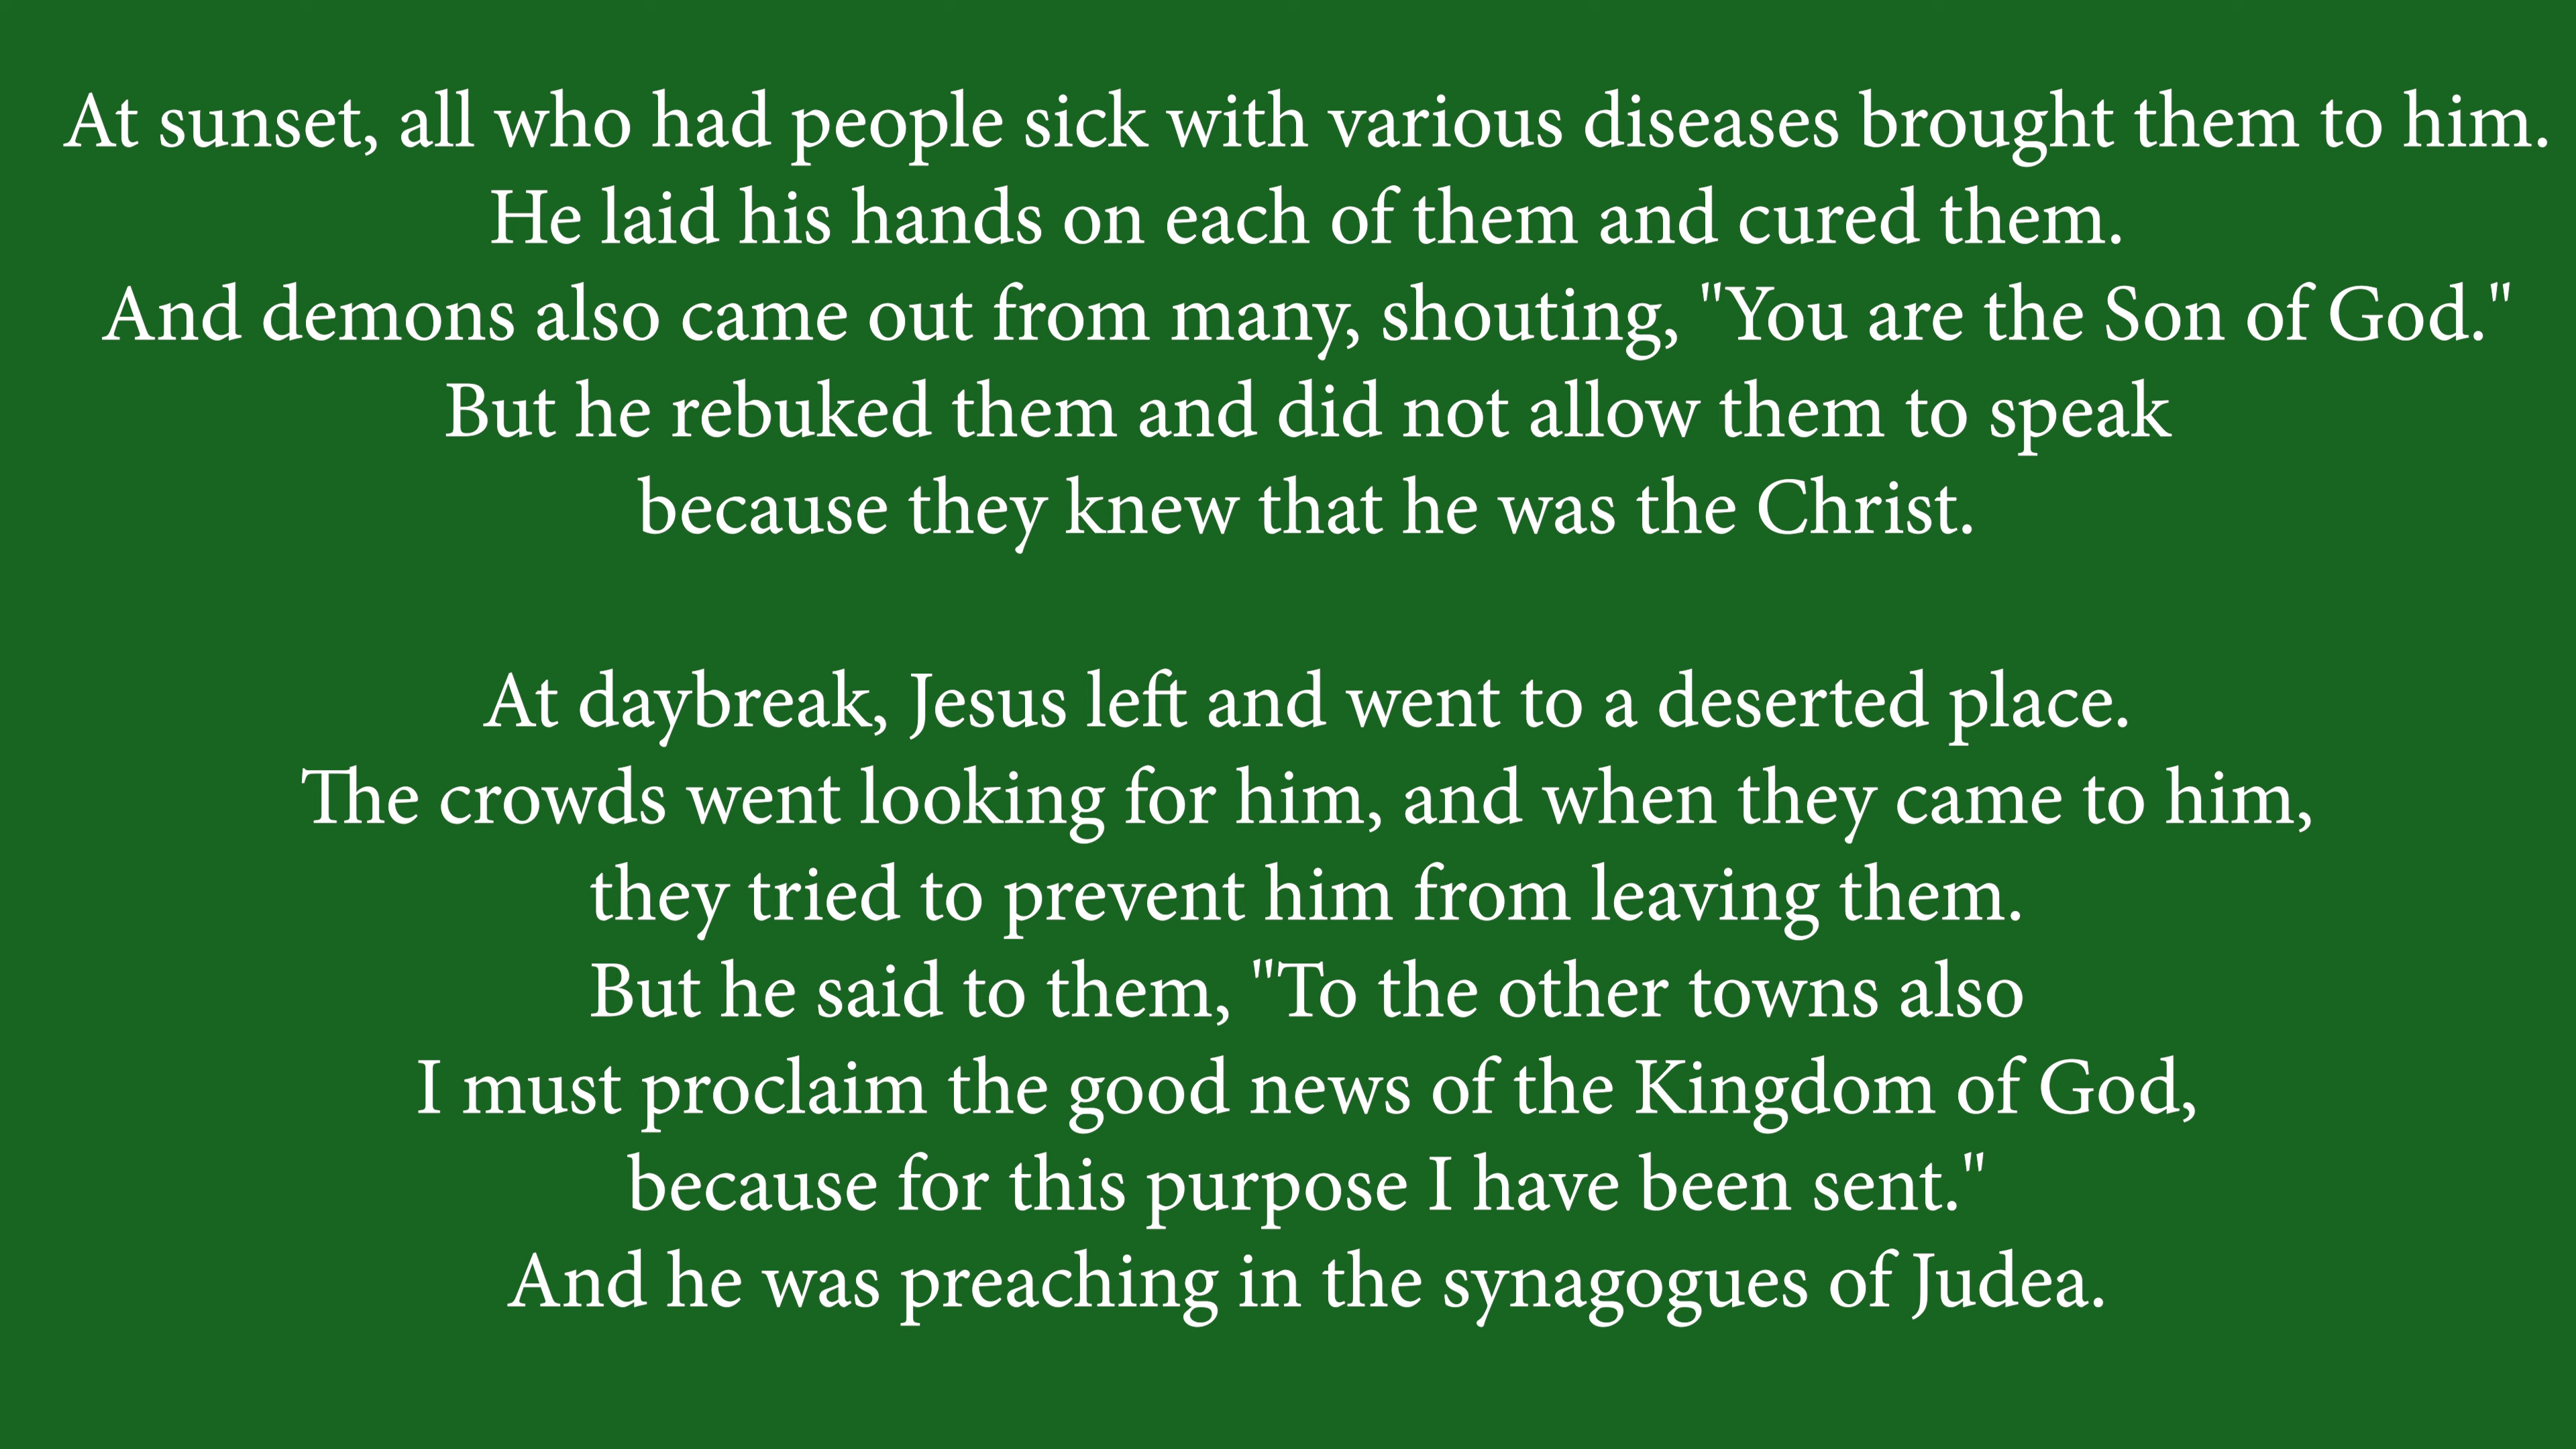 At sunset, all who had people sick with various diseases brought them to him.
He laid his hands on each of them and cured them.
And demons also came out from many, shouting, "You are the Son of God."
But he rebuked them and did not allow them to speak
because they knew that he was the Christ.
At daybreak, Jesus left and went to a deserted place.
The crowds went looking for him, and when they came to him,
they tried to prevent him from leaving them.
But he said to them, "To the other towns also
I must proclaim the good news of the Kingdom of God,
because for this purpose I have been sent."
And he was preaching in the synagogues of Judea.